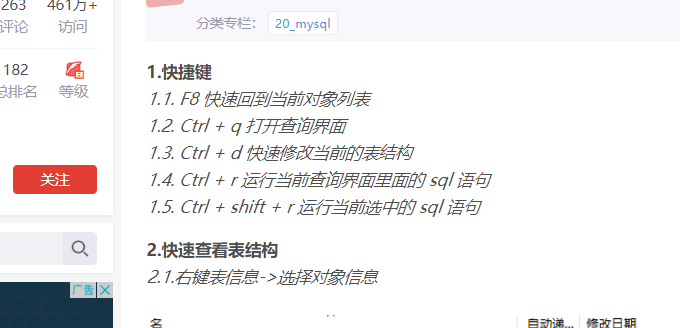 263
461万+
评论
访问
182
总排名
等级
关注
广告
分类专栏：
20_mysql
1.快捷键
1.1. F8 快速回到当前对象列表
1.2. Ctrl + q 打开查询界面
1.3. Ctrl + d 快速修改当前的表结构
1.4. Ctrl + r 运行当前查询界面里面的 sql 语句
1.5. Ctrl + shift + r 运行当前选中的 sql 语句
2.快速查看表结构
2.1.右键表信息->选择对象信息
名
自动递...
修改日期